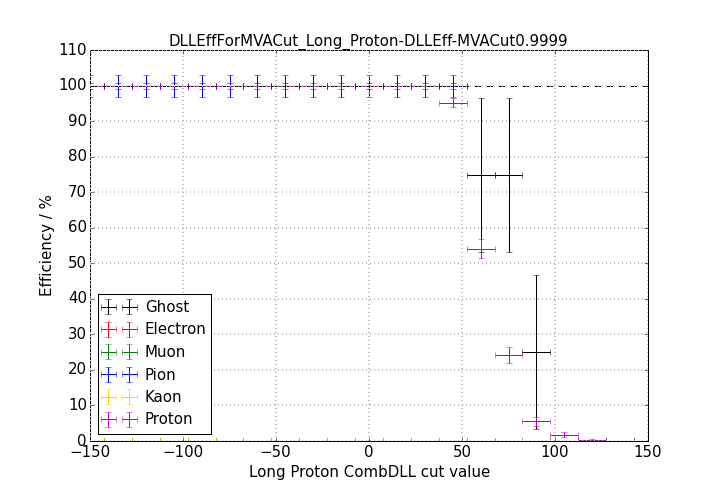 DLLEffForMVACut_Long_Proton-DLLEff-MVACut0.9999
110
100
90
80
70
60
50
40
30
20
10
0
Efficiency / %
Ghost
Electron
Muon
Pion
Kaon
Proton
−150 −100 −50 0 50 100 150
Long Proton CombDLL cut value